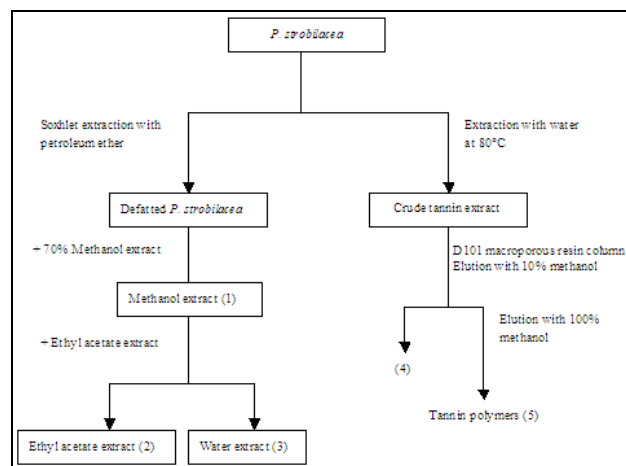 P. strobilacea
Soxhlet extraction with
petroleum ether
Extraction with water
at 80°C
Defatted P. strobilacea
Crude tannin extract
+ 70% Methanol extract
D101 macroporous resin column
Elution with 10% methanol
Methanol extract (1)
+ Ethyl acetate extract
Elution with 100%
methanol
(4)
Tannin polymers (5)
Ethyl acetate extract (2)
Water extract (3)